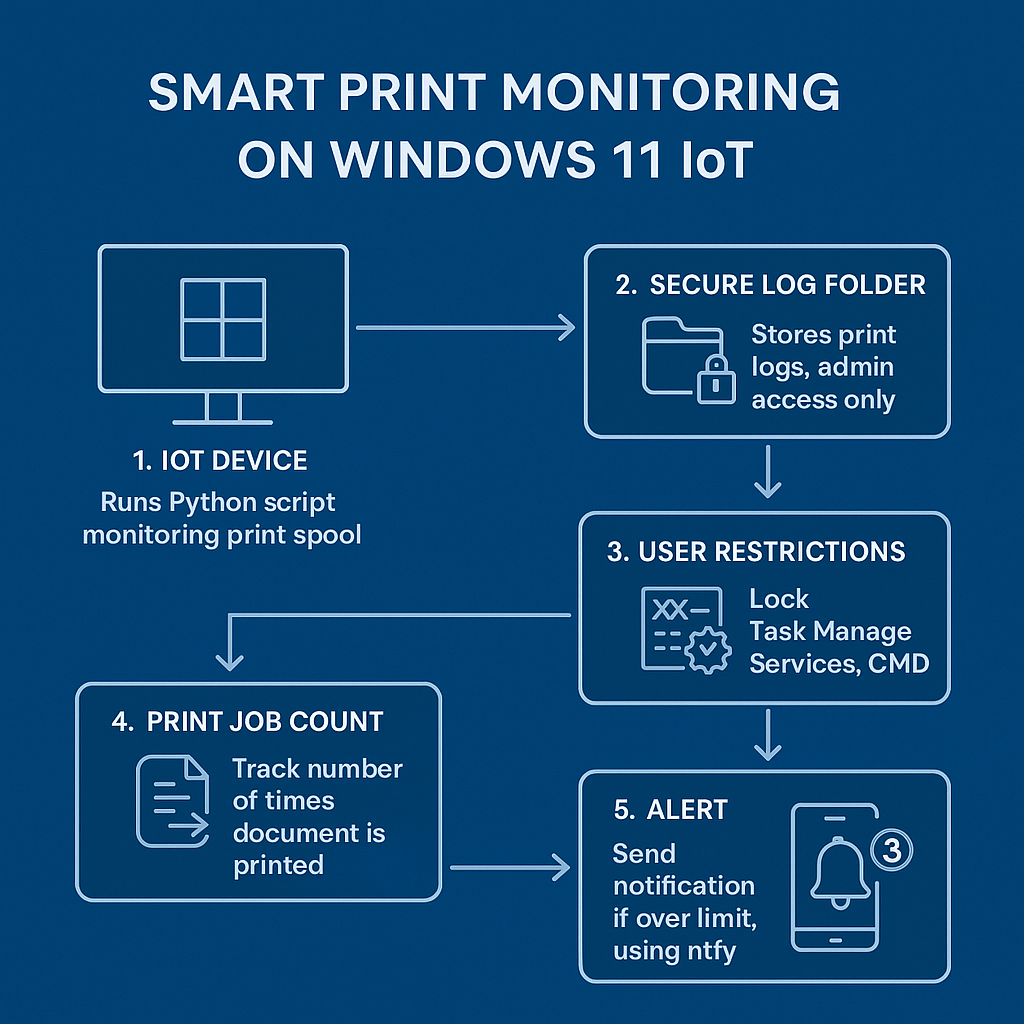 SMART PRINT MONITORING
ON WINDOWS 11 IoT
1. IOT DEVICE
Runs Python script
monitoring print spool
2. SECURE LOG FOLDER
Stores print
logs, admin
access only
3. USER RESTRICTIONS
XX–
Lock
Task Manage
Services, CMD
4. PRINT JOB COUNT
Track number
of times
document is
printed
5. ALERT
Send
notification
if over limit,
using ntfy
3